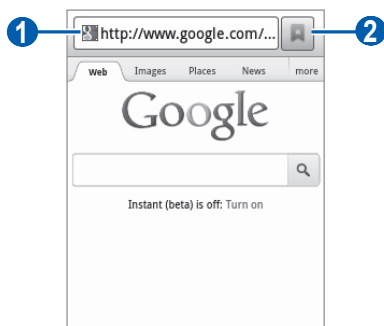 1 http://www.google.com/... 2
Web Images Places News more
Google
Instant (beta) is off: Turn on